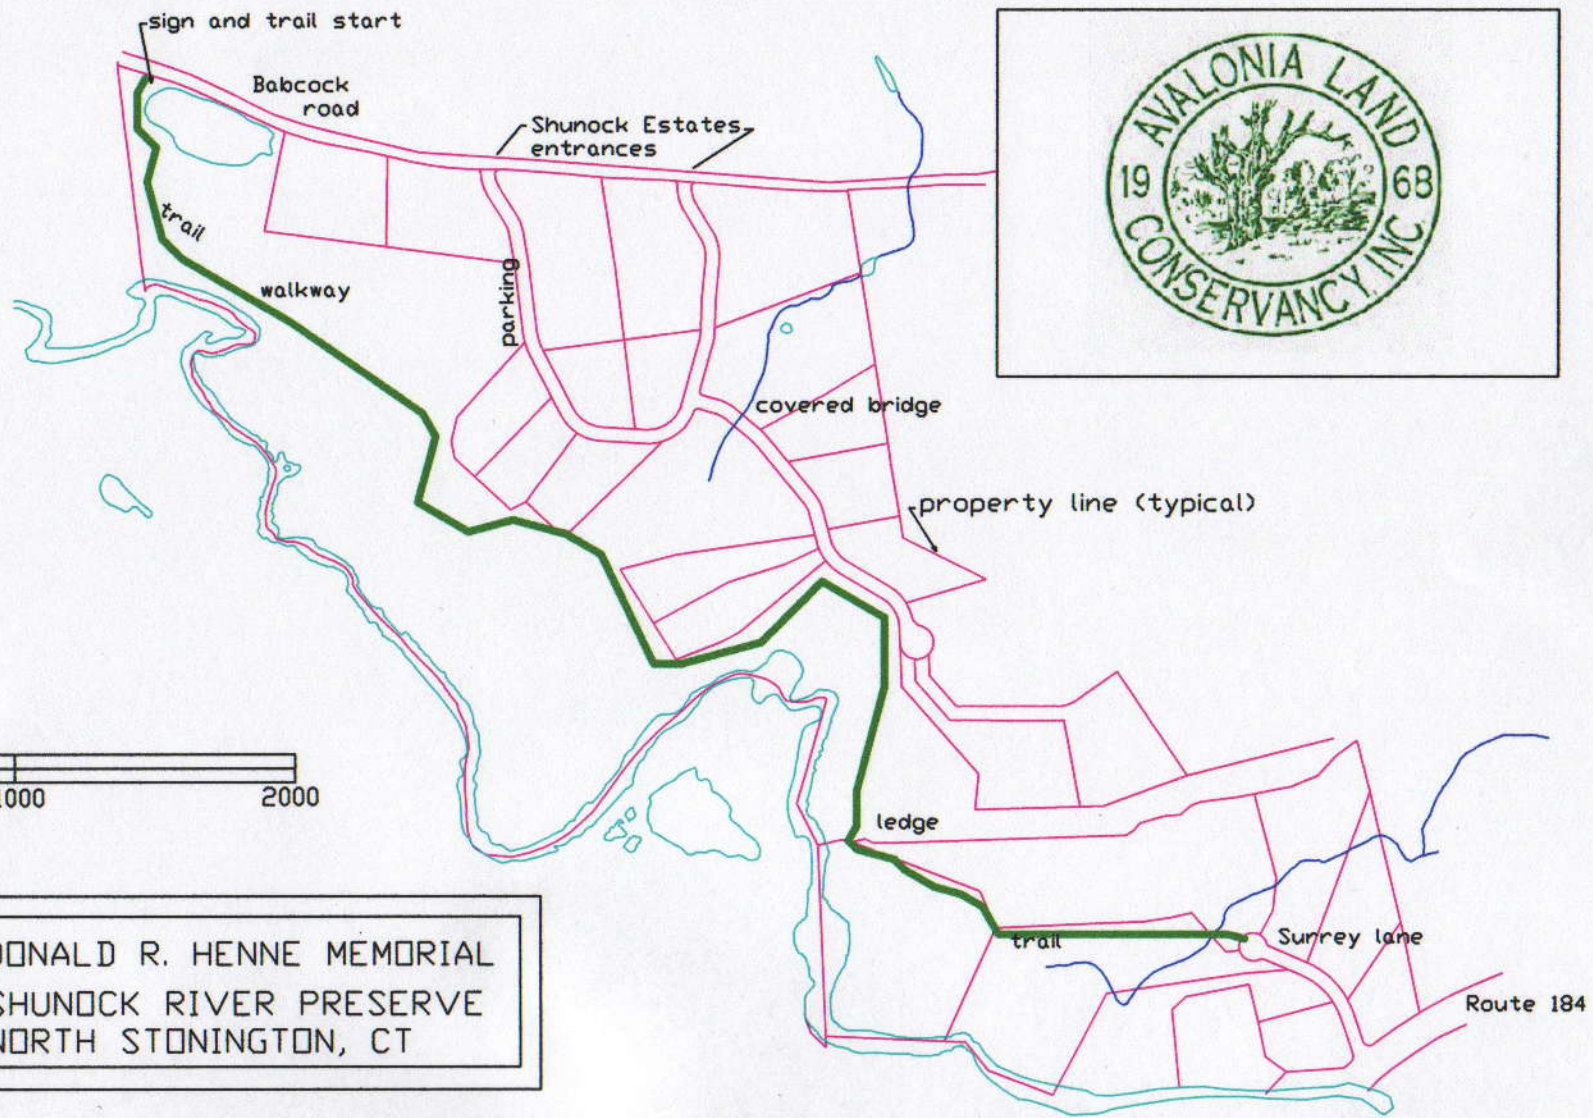 sign and trail start
Babcock
road
Shunock Estates
entrances
AVALONIA LAND
19 68
CONSERVANCY, INC.
trail
walkway
parking
covered bridge
property line (typical)
1000 2000
ledge
DONALD R. HENNE MEMORIAL
SHUNOCK RIVER PRESERVE
NORTH STONINGTON, CT
trail
Surrey lane
Route 184